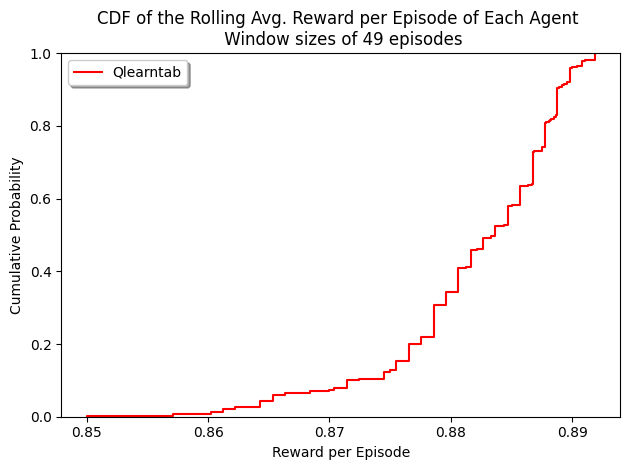 CDF of the Rolling Avg. Reward per Episode of Each Agent
Window sizes of 49 episodes
Qlearntab
1.0
0.8
0.6
0.4
0.2
0.0
Cumulative Probability
0.85
0.86
0.87
0.88
0.89
Reward per Episode